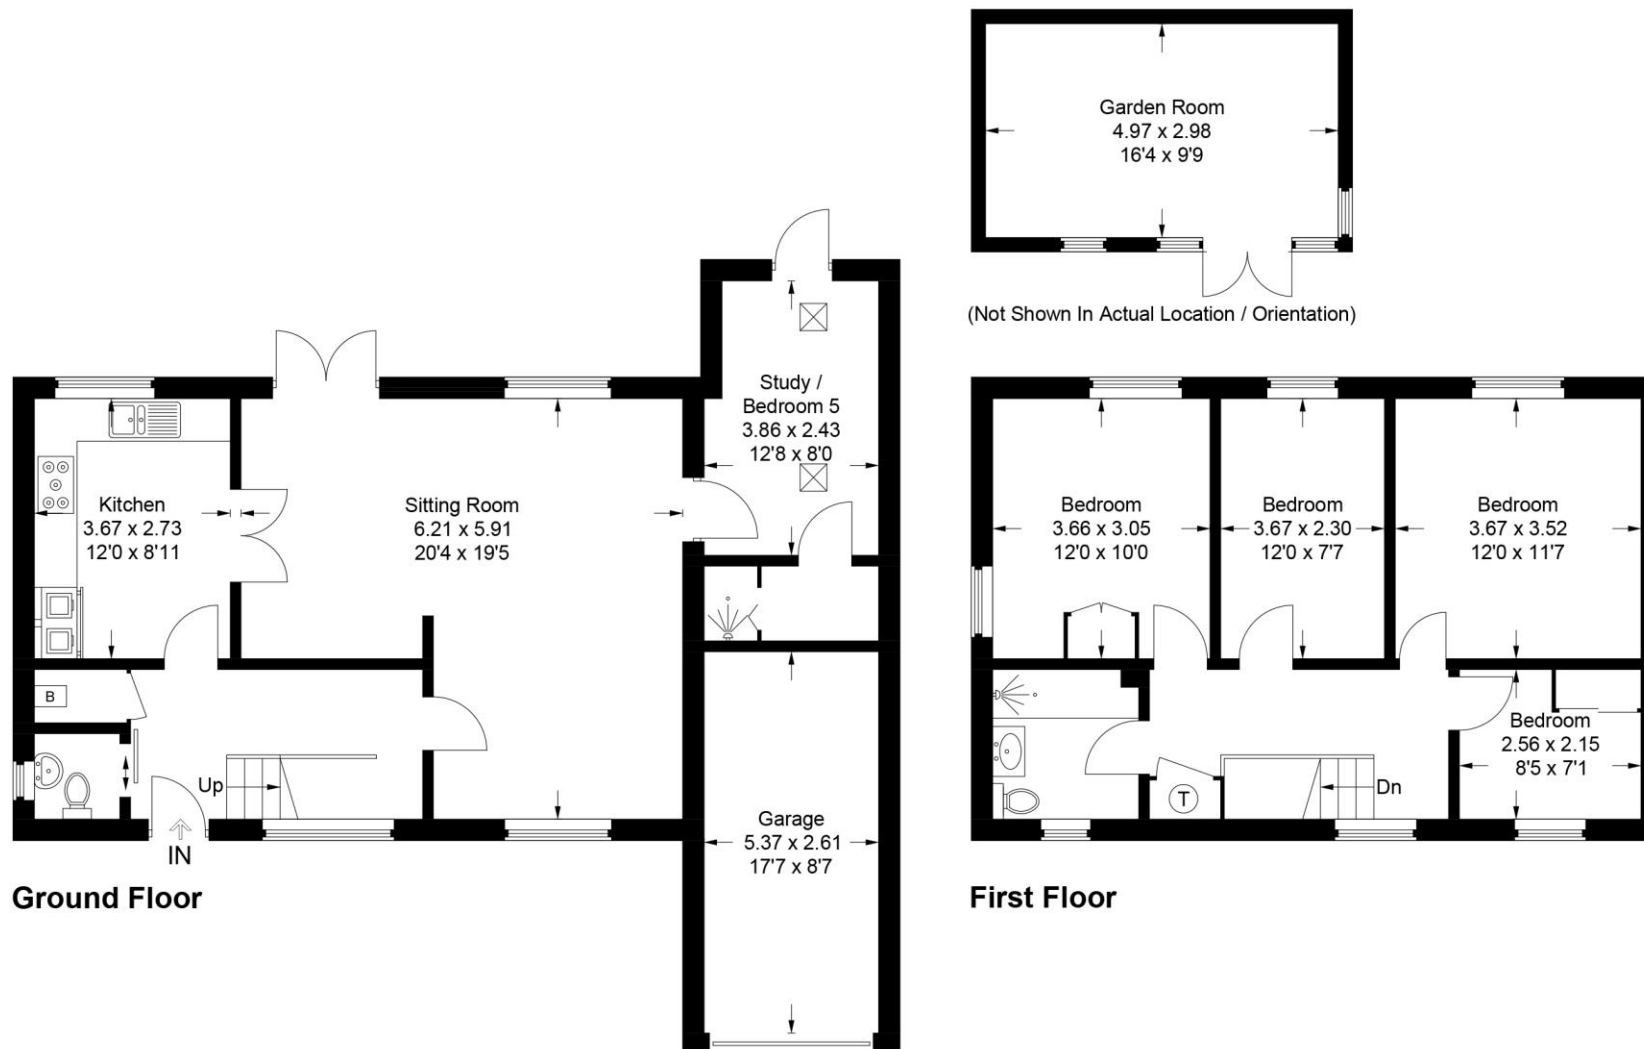 Garden Room
4.97 x 2.98
16'4 x 9'9
(Not Shown In Actual Location / Orientation)
Study /
Bedroom 5
3.86 x 2.43
12'8 x 8'0
Kitchen
3.67 x 2.73
12'0 x 8'11
Sitting Room
6.21 x 5.91
20'4 x 19'5
B
Up
IN
Garage
5.37 x 2.61
17'7 x 8'7
Ground Floor
Bedroom
3.66 x 3.05
12'0 x 10'0
Bedroom
3.67 x 2.30
12'0 x 7'7
Bedroom
3.67 x 3.52
12'0 x 11'7
Bedroom
2.56 x 2.15
8'5 x 7'1
T
Dn
First Floor